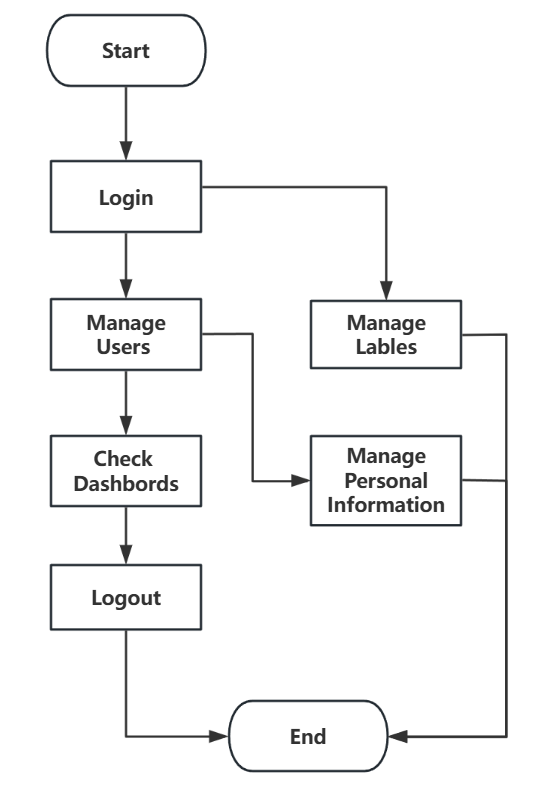 Start
Login
Manage
Users
Manage
Lables
Check
Dashbords
Manage
Personal
Information
Logout
End